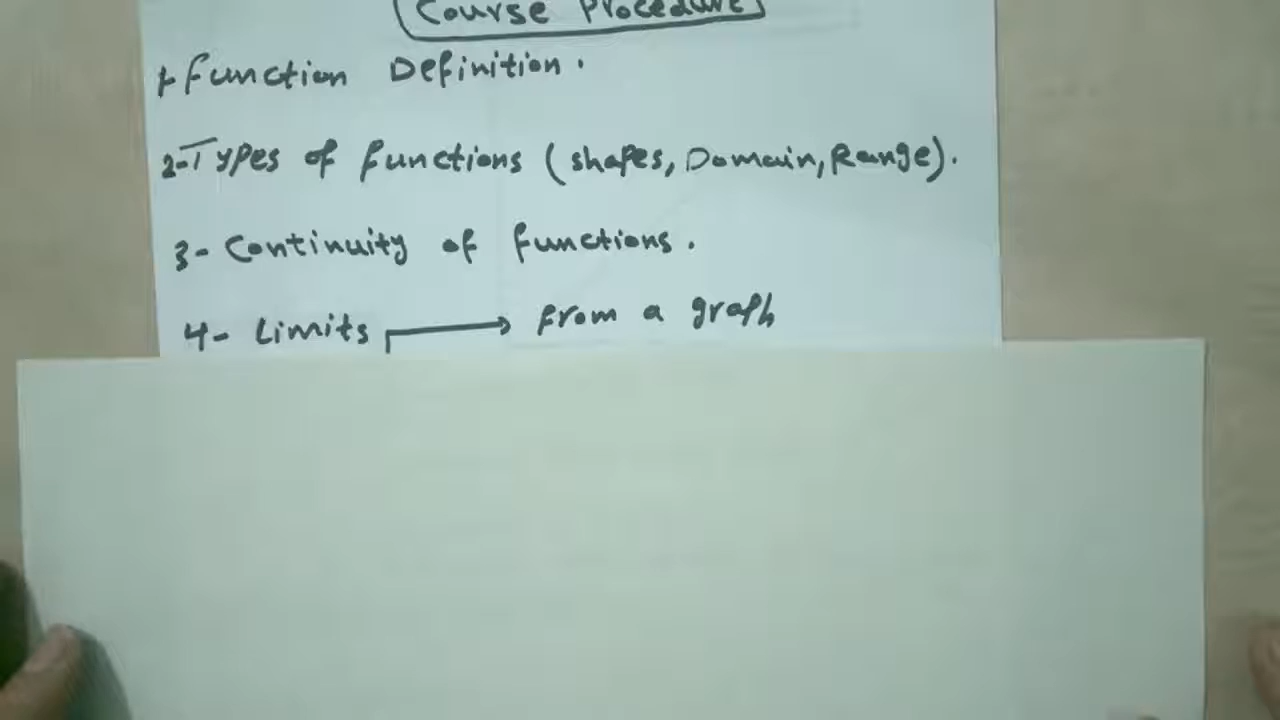 Course Procedure
1- Function Definition.
2- Types of functions (shapes, Domain, Range).
3- Continuity of functions.
4- Limits → from a graph